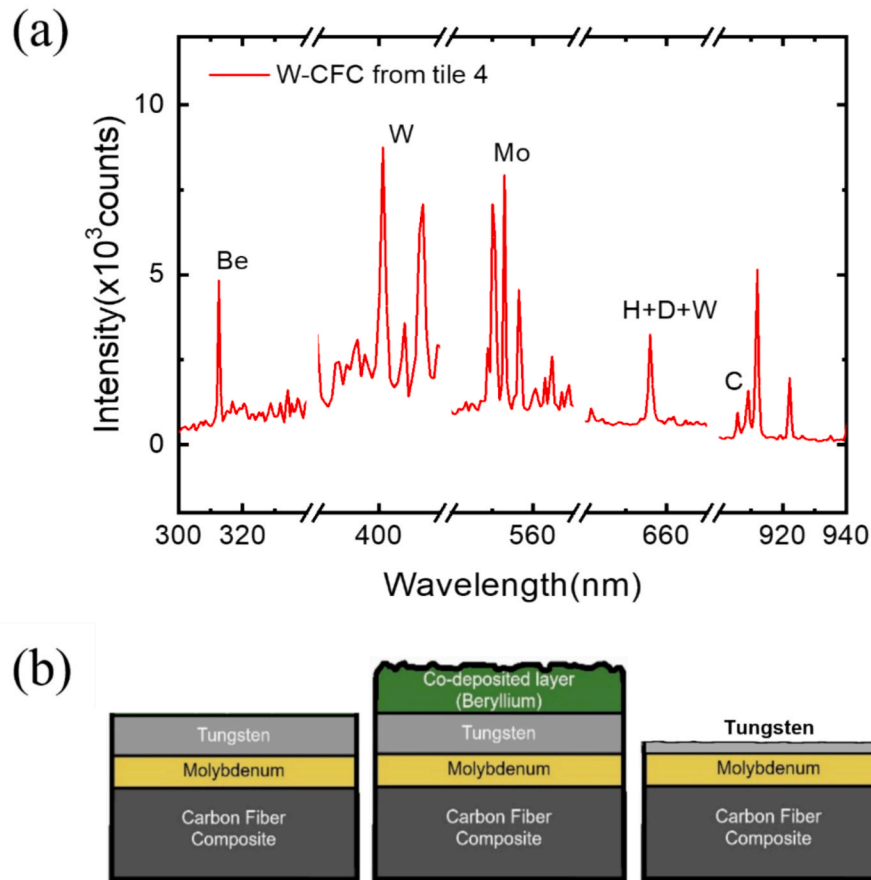 (a)
W-CFC from tile 4
10
5
0
Intensity(x10³counts)
Be
W
Mo
H+D+W
C
300 320 400 560 660 920 940
Wavelength(nm)
(b)
Co-deposited layer
(Beryllium)
Tungsten
Molybdenum
Carbon Fiber
Composite
Tungsten
Molybdenum
Carbon Fiber
Composite
Tungsten
Molybdenum
Carbon Fiber
Composite